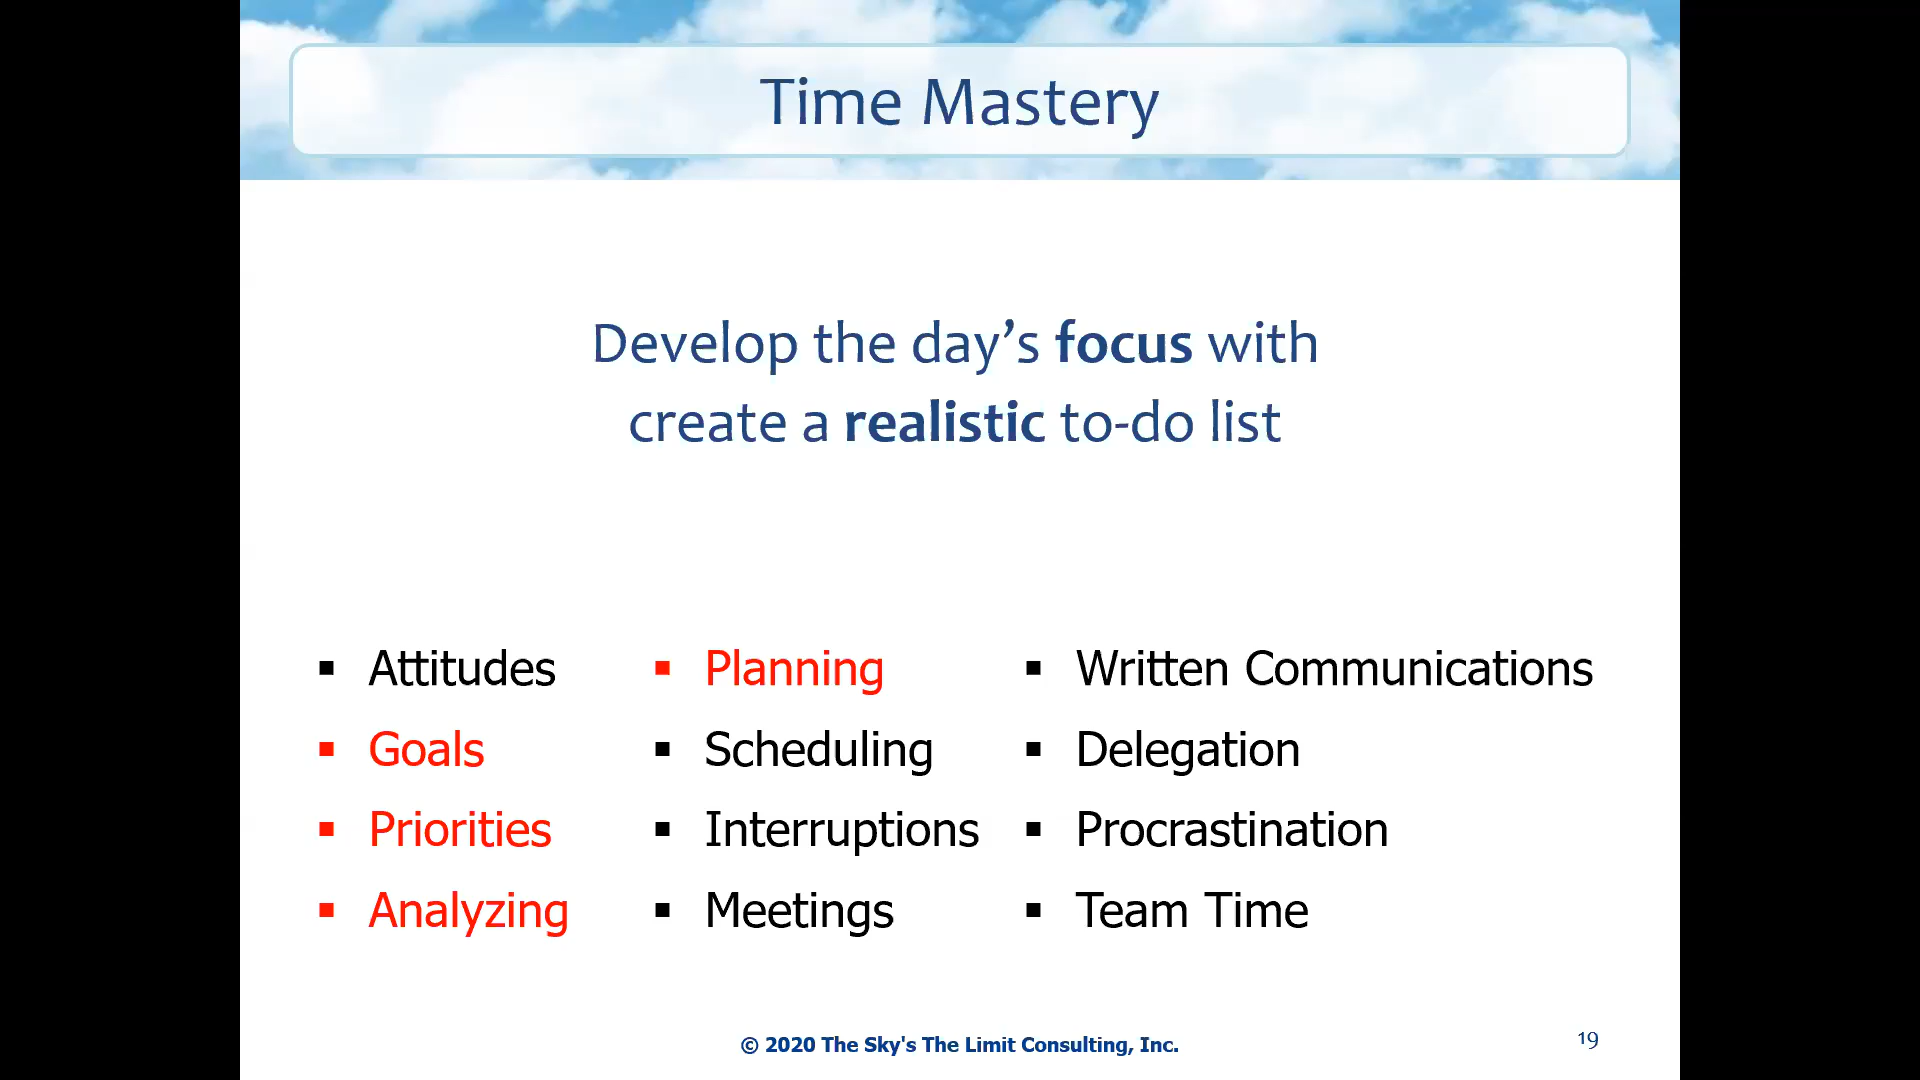 Time Mastery
Develop the day’s focus with
create a realistic to-do list
▪ Attitudes
▪ Goals
▪ Priorities
▪ Analyzing
▪ Planning
▪ Scheduling
▪ Interruptions
▪ Meetings
▪ Written Communications
▪ Delegation
▪ Procrastination
▪ Team Time
© 2020 The Sky's The Limit Consulting, Inc.
19